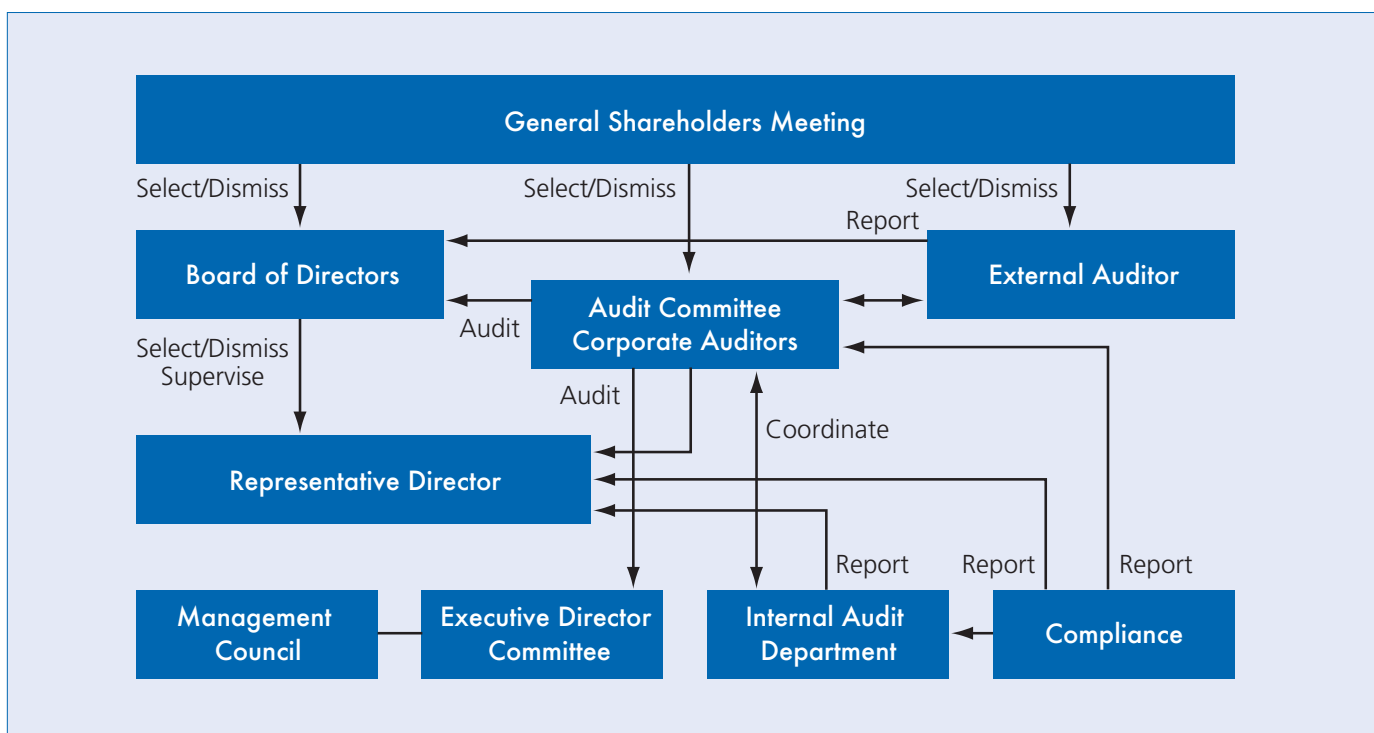 General Shareholders Meeting
Select/Dismiss
Select/Dismiss
Select/Dismiss
Report
Board of Directors
External Auditor
Audit Committee
Corporate Auditors
Audit
Select/Dismiss
Supervise
Audit
Coordinate
Representative Director
Report
Report
Report
Management
Council
Executive Director
Committee
Internal Audit
Department
Compliance